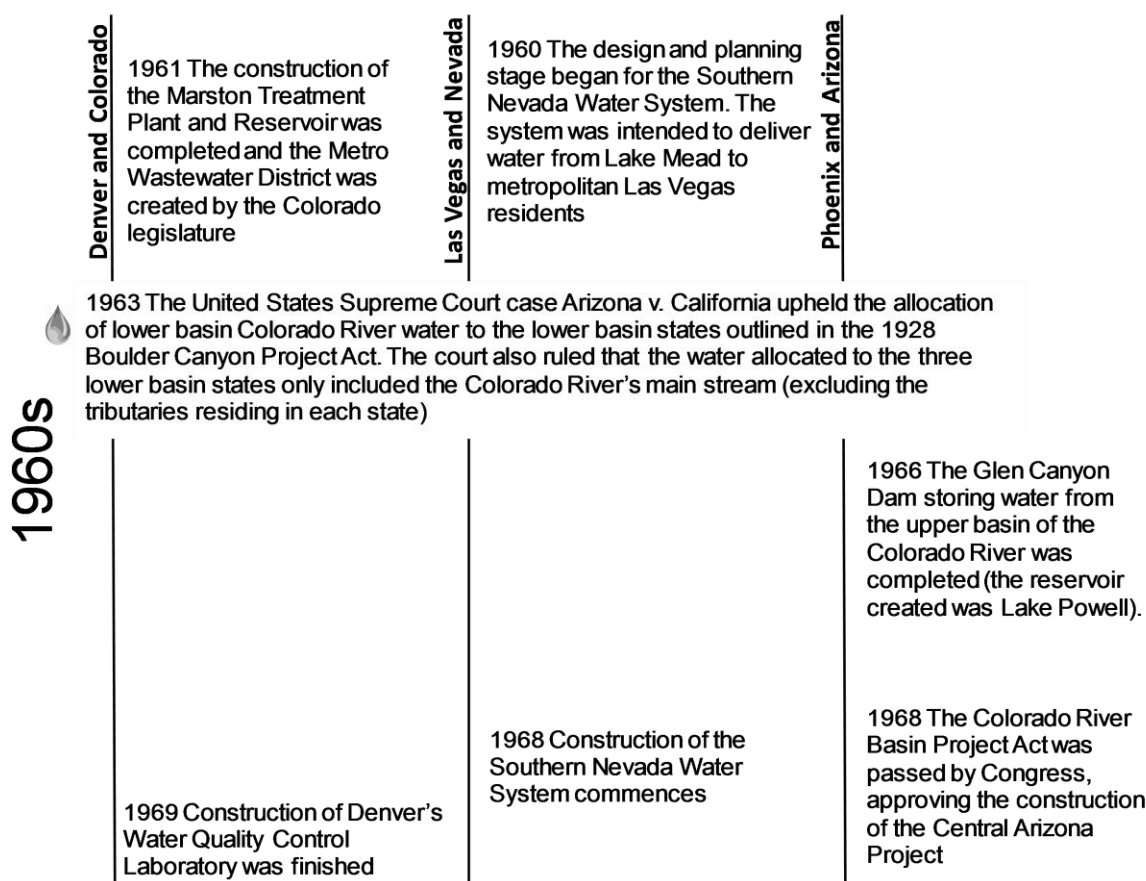 Denver and Colorado
1961 The construction of
the Marston Treatment
Plant and Reservoir was
completed and the Metro
Wastewater District was
created by the Colorado
legislature
Las Vegas and Nevada
1960 The design and planning
stage began for the Southern
Nevada Water System. The
system was intended to deliver
water from Lake Mead to
metropolitan Las Vegas
residents
Phoenix and Arizona
1960s
1963 The United States Supreme Court case Arizona v. California upheld the allocation
of lower basin Colorado River water to the lower basin states outlined in the 1928
Boulder Canyon Project Act. The court also ruled that the water allocated to the three
lower basin states only included the Colorado River's main stream (excluding the
tributaries residing in each state)
1966 The Glen Canyon
Dam storing water from
the upper basin of the
Colorado River was
completed (the reservoir
created was Lake Powell).
1969 Construction of Denver's
Water Quality Control
Laboratory was finished
1968 Construction of the
Southern Nevada Water
System commences
1968 The Colorado River
Basin Project Act was
passed by Congress,
approving the construction
of the Central Arizona
Project